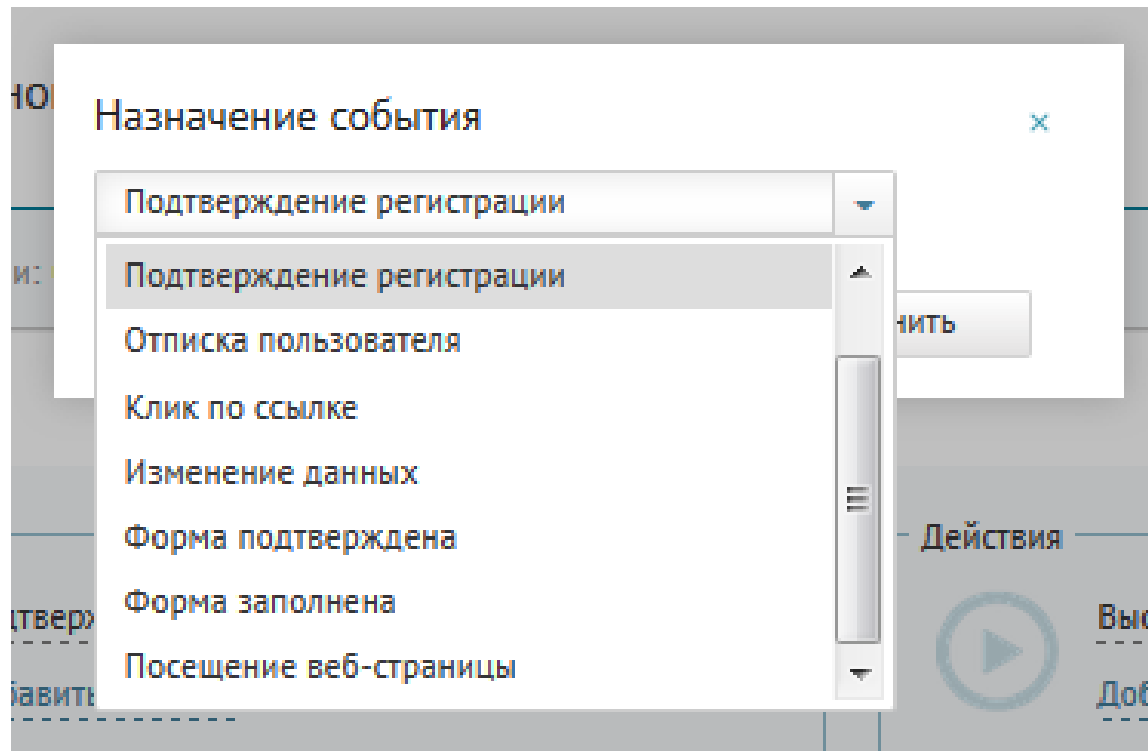 Назначение события
×
Подтверждение регистрации
и:
Подтверждение регистрации
нить
Отписка пользователя
Клик по ссылке
Изменение данных
Форма подтверждена
Действия
Форма заполнена
Посещение веб-страницы